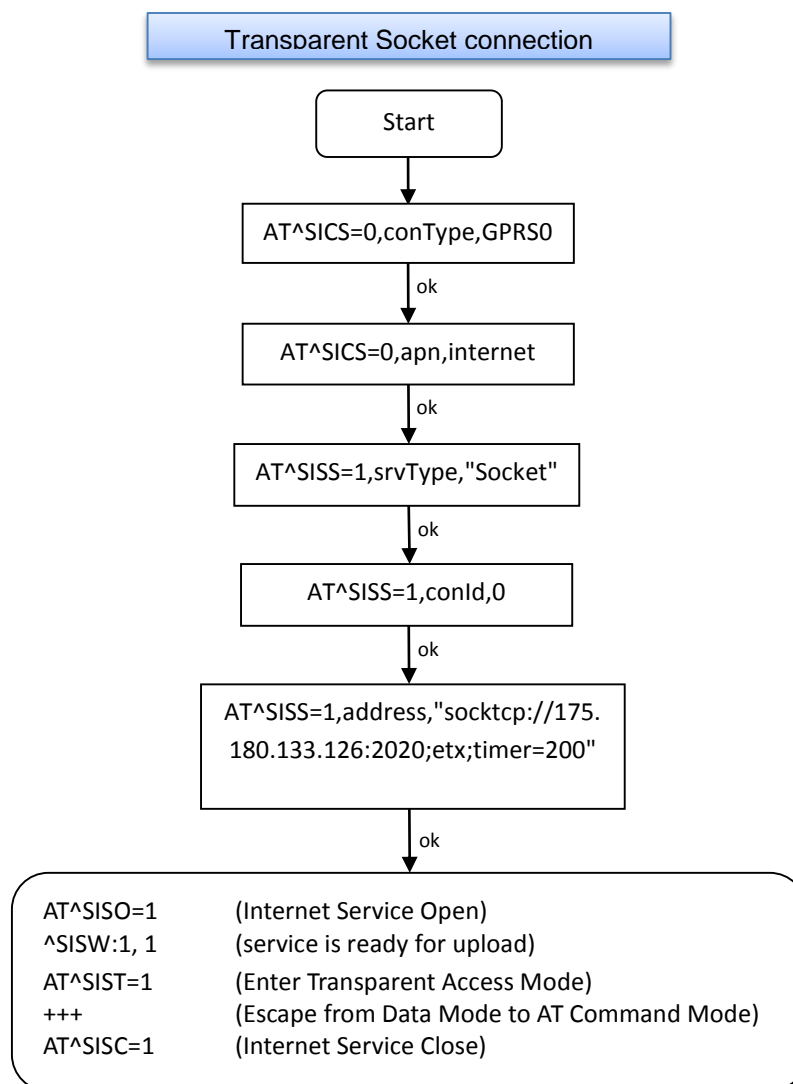 Transparent Socket connection
Start
AT^SICS=0,conType,GPRS0
ok
AT^SICS=0,apn,internet
ok
AT^SISS=1,srvType,"Socket"
ok
AT^SISS=1,conId,0
ok
AT^SISS=1,address,"socktcp://175.
180.133.126:2020;etx;timer=200"
ok
AT^SISO=1 (Internet Service Open)
^SISW:1, 1 (service is ready for upload)
AT^SIST=1 (Enter Transparent Access Mode)
+++ (Escape from Data Mode to AT Command Mode)
AT^SISC=1 (Internet Service Close)